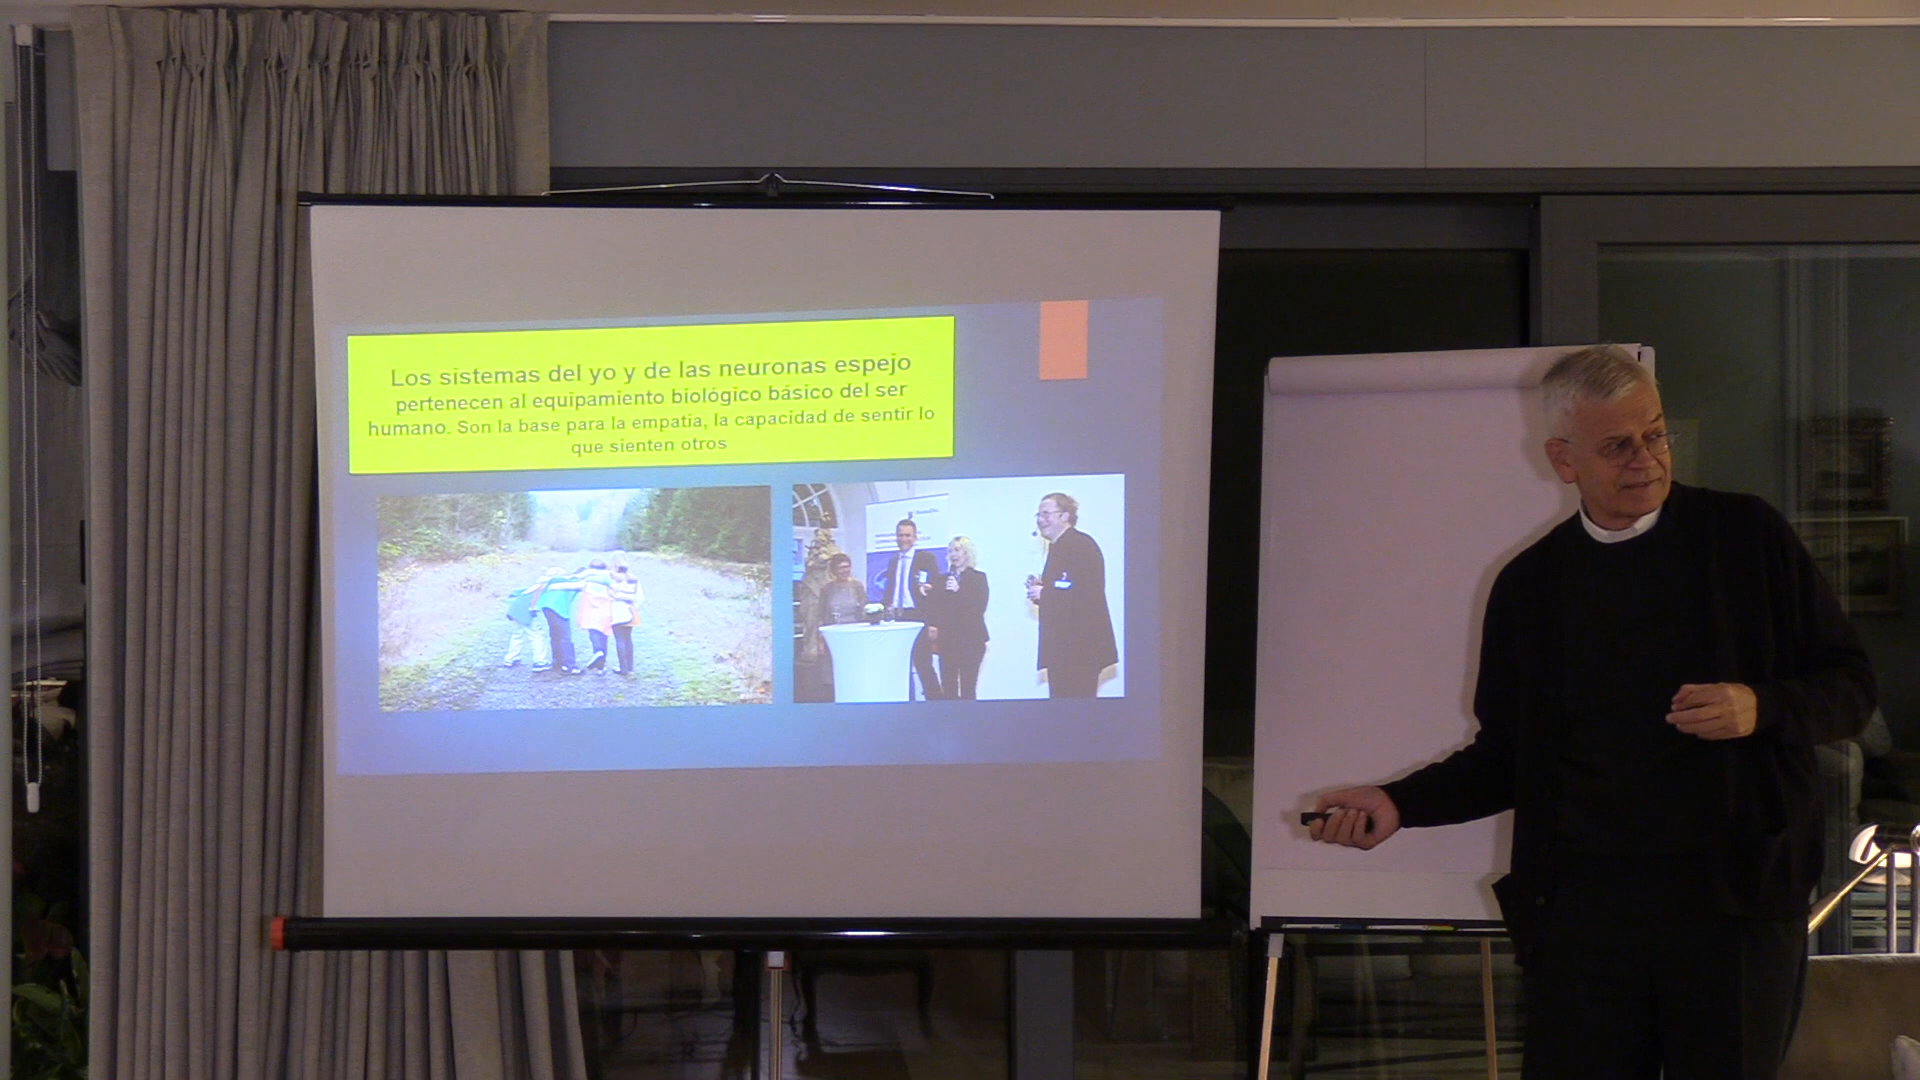 Los sistemas del yo y de las neuronas espejo
pertenecen al equipamiento biológico básico del ser
humano. Son la base para la empatía, la capacidad de sentir lo
que sienten otros